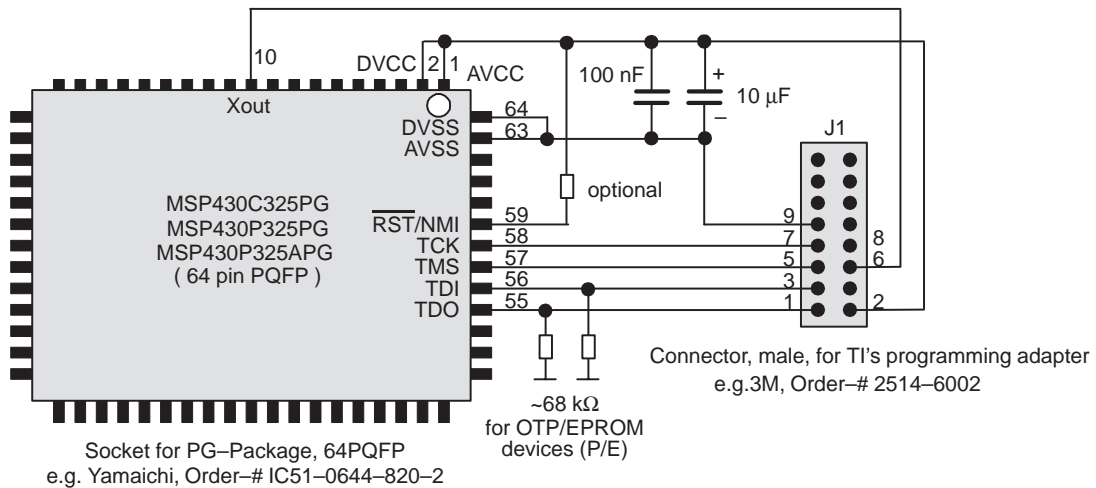 10
DVCC
2
1
AVCC
Xout
64
DVSS
63
AVSS
100 nF
+
10 μF
–
J1
optional
MSP430C325PG
MSP430P325PG
MSP430P325APG
( 64 pin PQFP )
59
RST/NMI
58
TCK
57
TMS
56
TDI
55
TDO
9
7
8
5
6
3
1
2
~68 kΩ
for OTP/EPROM
devices (P/E)
Connector, male, for TI's programming adapter
e.g.3M, Order–# 2514–6002
Socket for PG–Package, 64PQFP
e.g. Yamaichi, Order–# IC51–0644–820–2